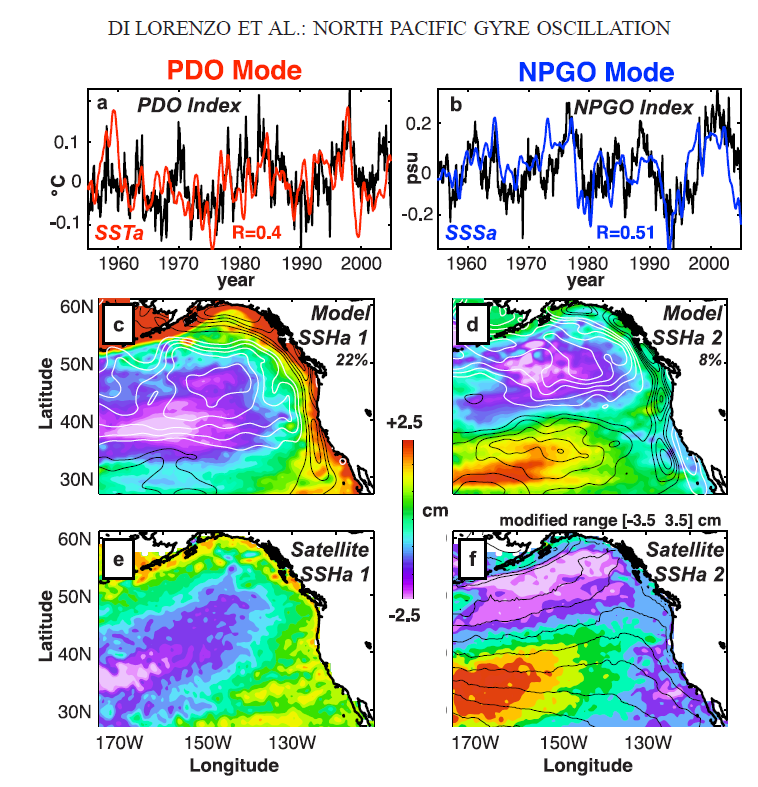 DI LORENZO ET AL.: NORTH PACIFIC GYRE OSCILLATION
PDO Mode
NPGO Mode
a
PDO Index
0.1
0
-0.1
°C
SSTa
R=0.4
1960 1970 1980 1990 2000
year
b
NPGO Index
0.2
0
-0.2
psu
SSSa
R=0.51
1960 1970 1980 1990 2000
year
c
Model
SSHa 1
22%
60N
50N
40N
30N
Latitude
d
Model
SSHa 2
8%
+2.5
cm
-2.5
modified range [-3.5 3.5] cm
e
Satellite
SSHa 1
60N
50N
40N
30N
Latitude
170W 150W 130W
Longitude
f
Satellite
SSHa 2
170W 150W 130W
Longitude